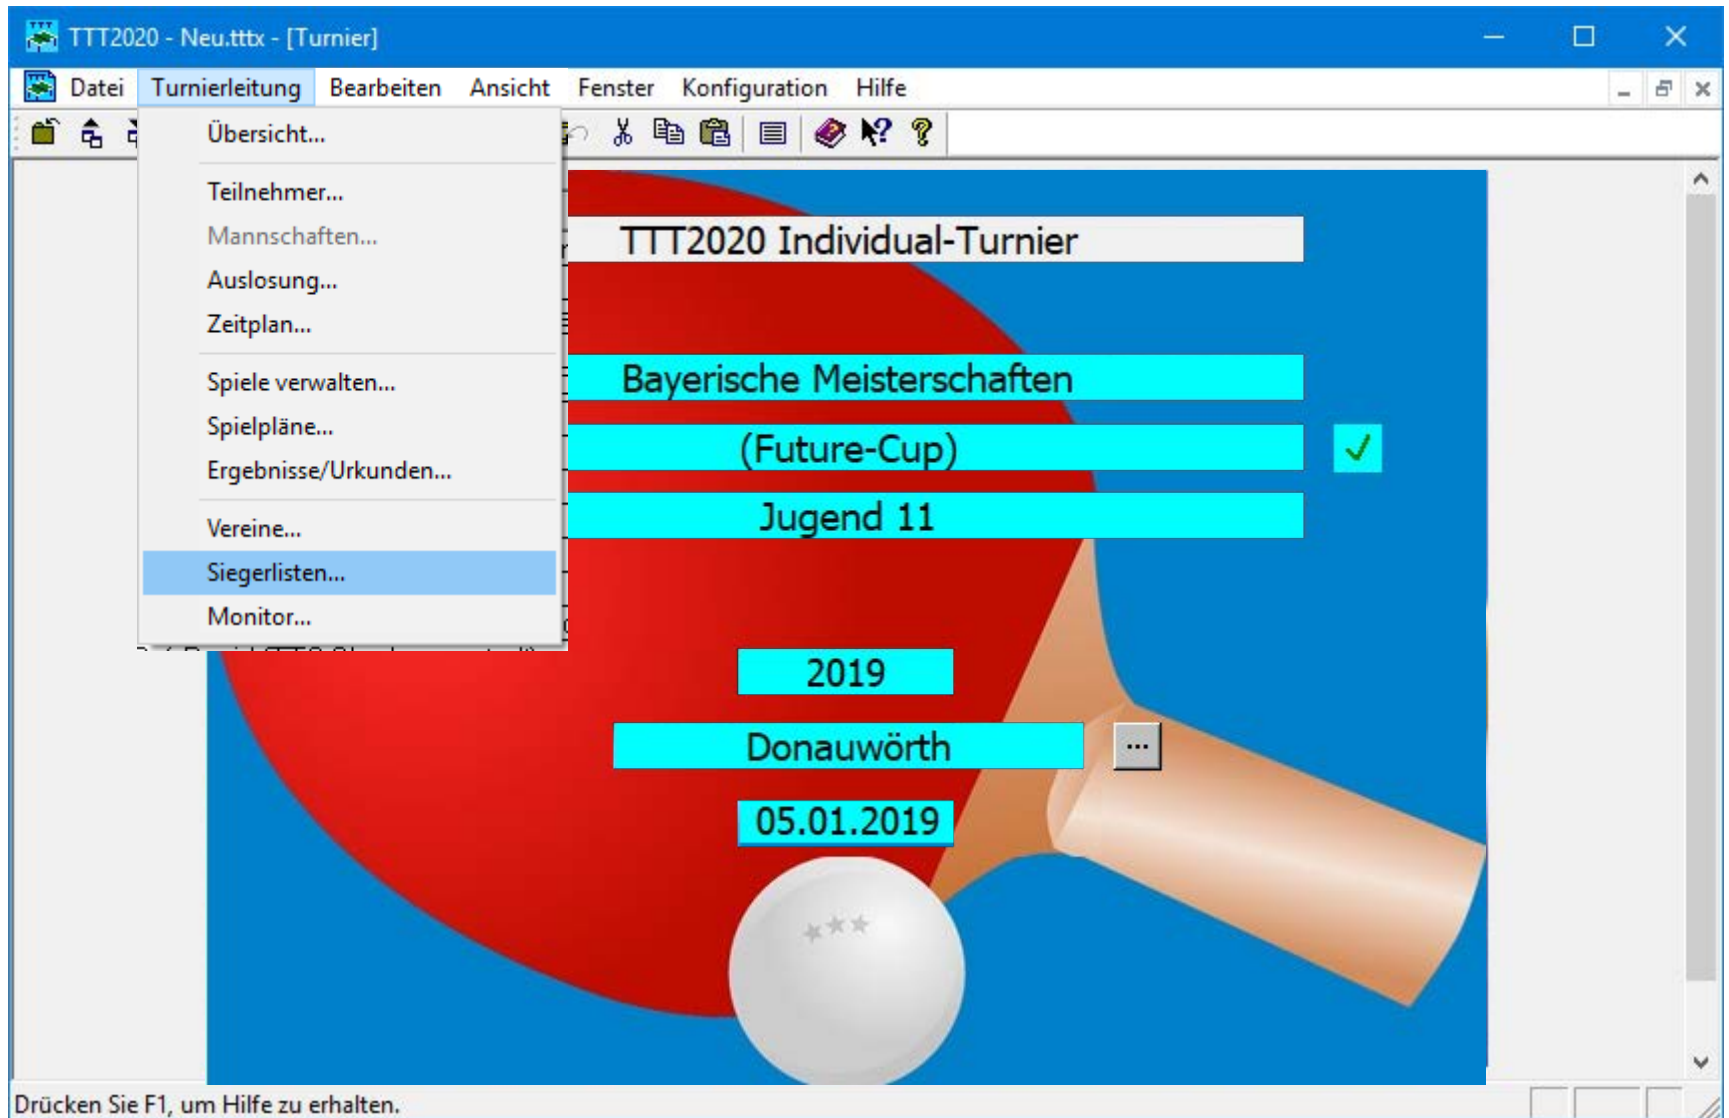 TTT2020 - Neu.tttx - [Turnier]
Datei Turnierleitung Bearbeiten Ansicht Fenster Konfiguration Hilfe
Übersicht...
Teilnehmer...
Mannschaften...
Auslosung...
Zeitplan...
Spiele verwalten...
Spielpläne...
Ergebnisse/Urkunden...
Vereine...
Siegerlisten...
Monitor...
TTT2020 Individual-Turnier
Bayerische Meisterschaften
(Future-Cup)
Jugend 11
2019
Donauwörth
...
05.01.2019
Drücken Sie F1, um Hilfe zu erhalten.